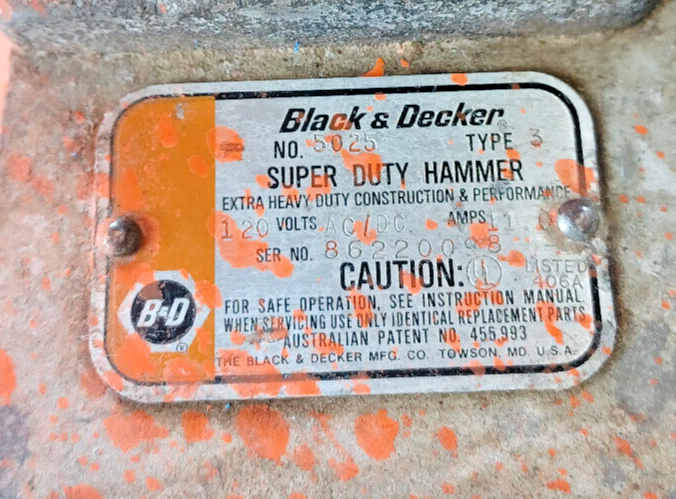 Black & Decker®
NO. 5025 TYPE 3
SUPER DUTY HAMMER
EXTRA HEAVY DUTY CONSTRUCTION & PERFORMANCE
120 VOLTS AC/DC AMPS 11.0
SER NO. 86220098
CAUTION: UL LISTED
406A
FOR SAFE OPERATION, SEE INSTRUCTION MANUAL.
WHEN SERVICING USE ONLY IDENTICAL REPLACEMENT PARTS
AUSTRALIAN PATENT NO. 455,993
THE BLACK & DECKER MFG. CO. TOWSON, MD. U.S.A.
B&D®